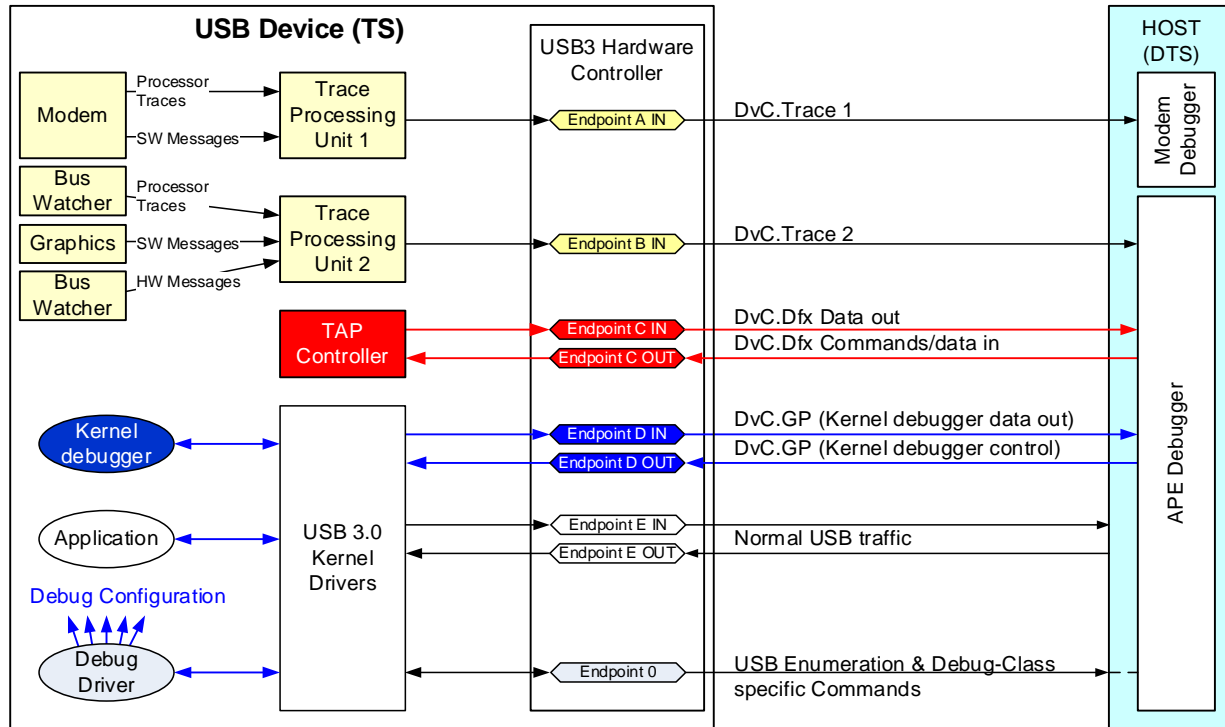 USB Device (TS)
USB3 Hardware
Controller
HOST
(DTS)
Modem
Processor
Traces
SW Messages
Trace
Processing
Unit 1
Endpoint A IN
DvC.Trace 1
Modem
Debugger
Bus
Watcher
Graphics
Bus
Watcher
Processor
Traces
SW Messages
HW Messages
Trace
Processing
Unit 2
Endpoint B IN
DvC.Trace 2
TAP
Controller
Endpoint C IN
Endpoint C OUT
DvC.Dfx Data out
DvC.Dfx Commands/data in
APE Debugger
Kernel
debugger
Endpoint D IN
Endpoint D OUT
DvC.GP (Kernel debugger data out)
DvC.GP (Kernel debugger control)
Application
USB 3.0
Kernel
Drivers
Endpoint E IN
Endpoint E OUT
Normal USB traffic
Debug Configuration
Debug
Driver
Endpoint 0
USB Enumeration & Debug-Class
specific Commands